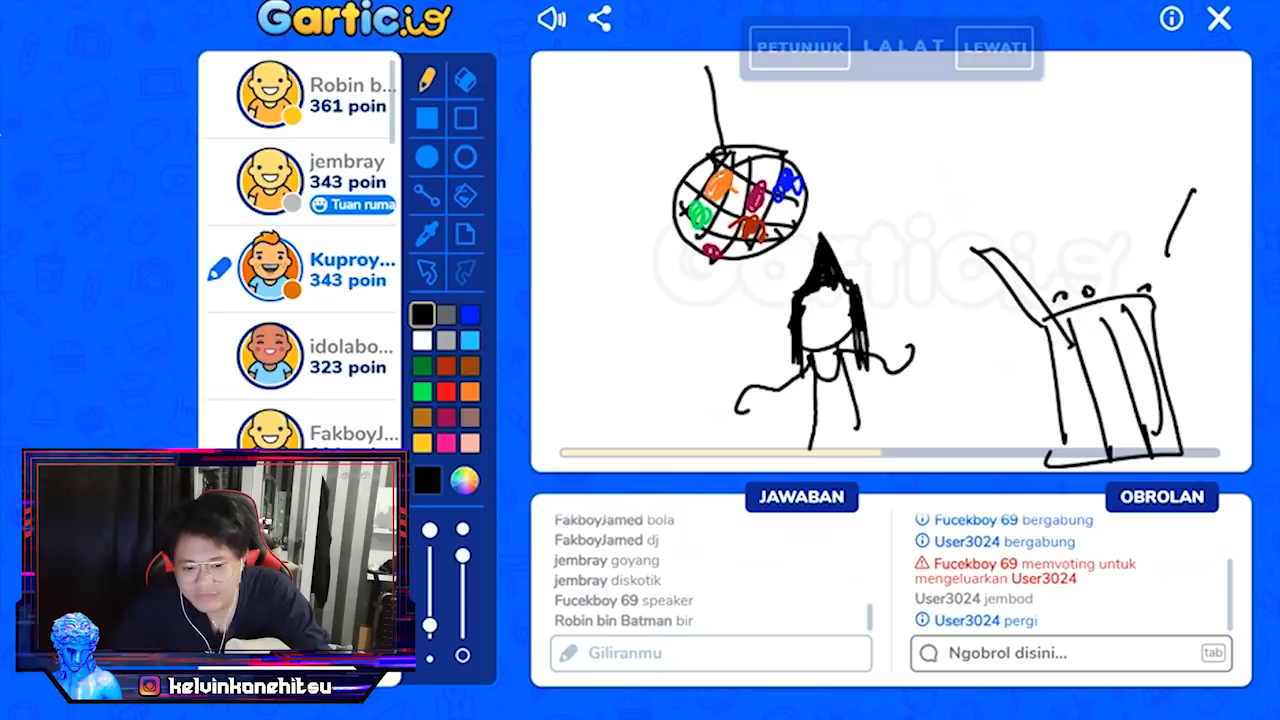 Gartic.io
PETUNJUK LALAT LEWATI
Robin b...
361 poin
jembray
343 poin
Tuan ruma
Kuproy...
343 poin
idolabo...
323 poin
FakboyJ...
Gartic.io
JAWABAN
FakboyJamed bola
FakboyJamed dj
jembray goyang
jembray diskotik
Fucekboy 69 speaker
Robin bin Batman bir
Giliranmu
OBROLAN
Fucekboy 69 bergabung
User3024 bergabung
Fucekboy 69 memvoting untuk
mengeluarkan User3024
User3024 jembod
User3024 pergi
Ngobrol disini...
tab
kelvinkanehitsu